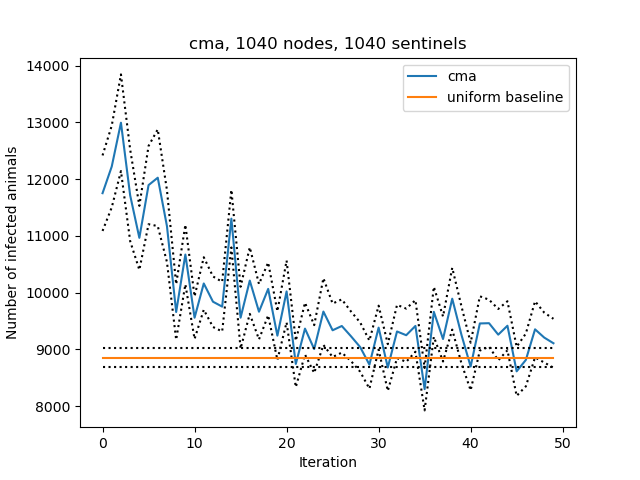 cma, 1040 nodes, 1040 sentinels
14000
13000
12000
11000
10000
9000
8000
Number of infected animals
cma
uniform baseline
0
10
20
30
40
50
Iteration